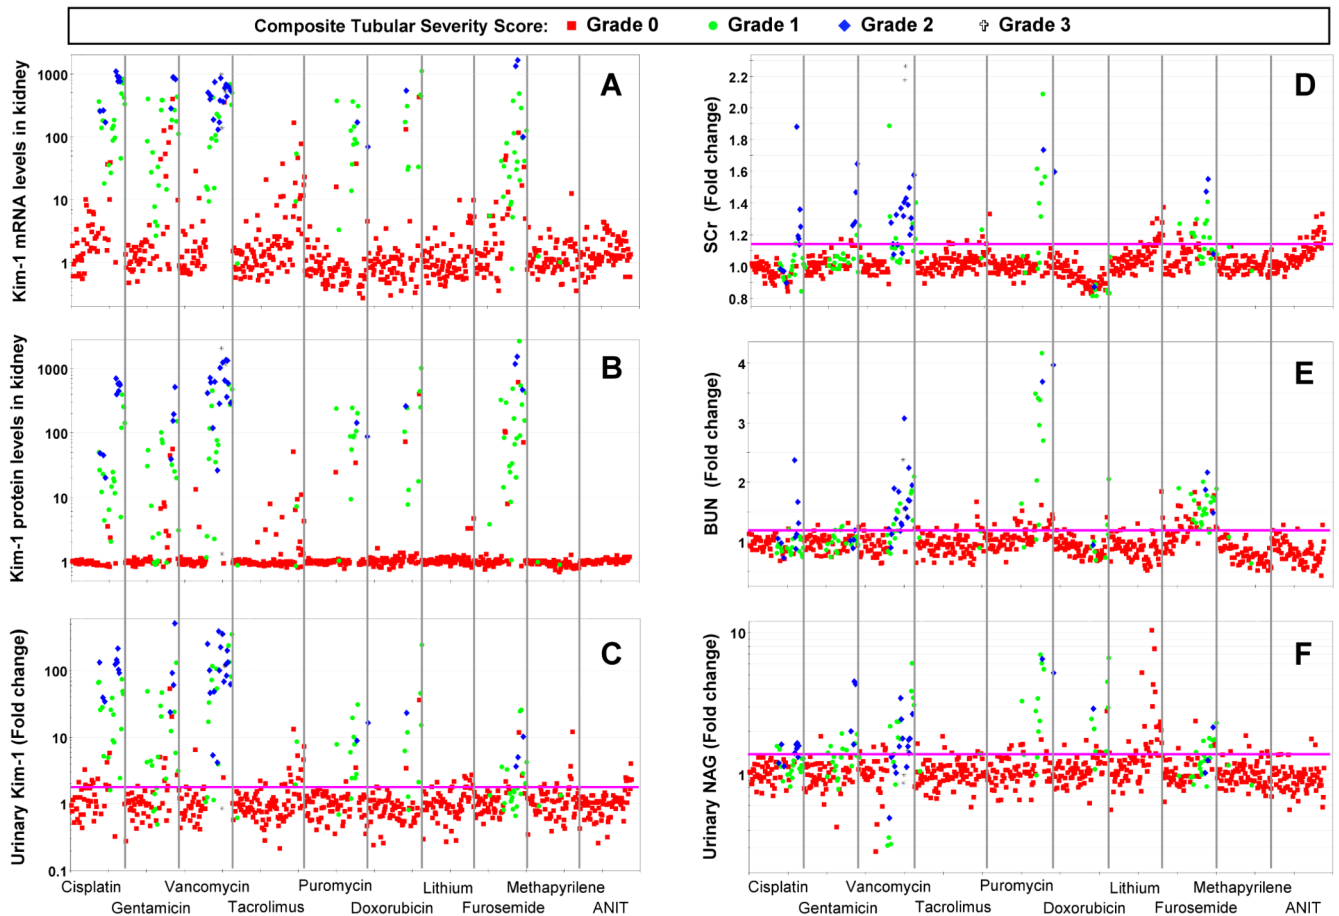 Composite Tubular Severity Score: Grade 0 Grade 1 Grade 2 Grade 3
A
Kim-1 mRNA levels in kidney
1000
100
10
1
B
Kim-1 protein levels in kidney
1000
100
10
1
C
Urinary Kim-1 (Fold change)
100
10
1
0.1
Cisplatin Vancomycin Puromycin Lithium Methapyrilene
Gentamicin Tacrolimus Doxorubicin Furosemide ANIT
D
SCr (Fold change)
2.2
2.0
1.8
1.6
1.4
1.2
1.0
0.8
E
BUN (Fold change)
4
3
2
1
F
Urinary NAG (Fold change)
10
1
Cisplatin Vancomycin Puromycin Lithium Methapyrilene
Gentamicin Tacrolimus Doxorubicin Furosemide ANIT